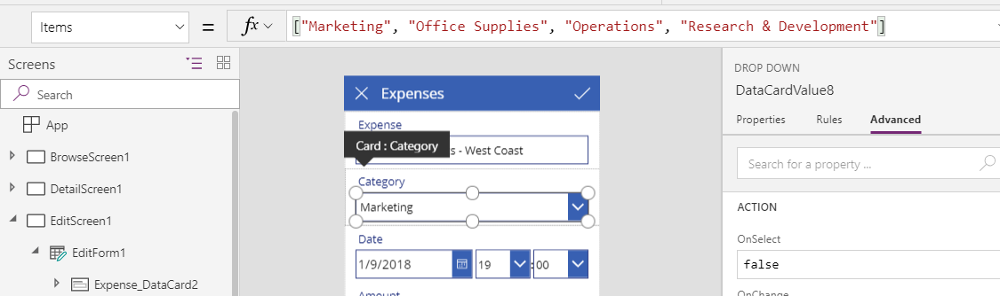 Items = fx ["Marketing", "Office Supplies", "Operations", "Research & Development"]
Screens
Search
App
BrowseScreen1
DetailScreen1
EditScreen1
EditForm1
Expense_DataCard2
Expenses
Expense
Card : Category
s - West Coast
Category
Marketing
Date
1/9/2018 19 : 00
Amount
DROP DOWN
DataCardValue8
Properties Rules Advanced
Search for a property ...
ACTION
OnSelect
false
OnChange